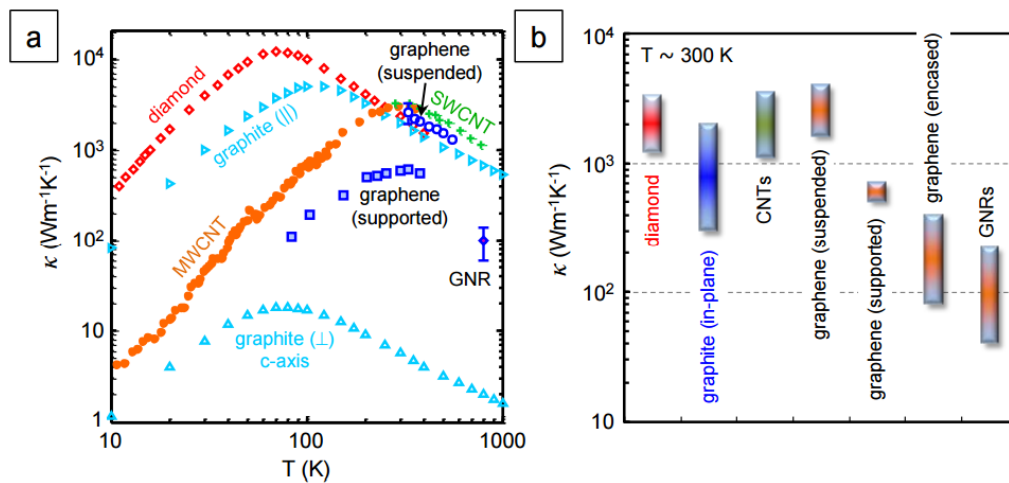 a
κ (Wm⁻¹K⁻¹)
10⁴
10³
10²
10
1
10
100
1000
T (K)
diamond
graphite (||)
graphene
(suspended)
SWCNT
MWCNT
graphene
(supported)
GNR
graphite (⊥)
c-axis
b
κ (Wm⁻¹K⁻¹)
10⁴
10³
10²
10
T ~ 300 K
diamond
graphite (in-plane)
CNTs
graphene (suspended)
graphene (supported)
graphene (encased)
GNRs